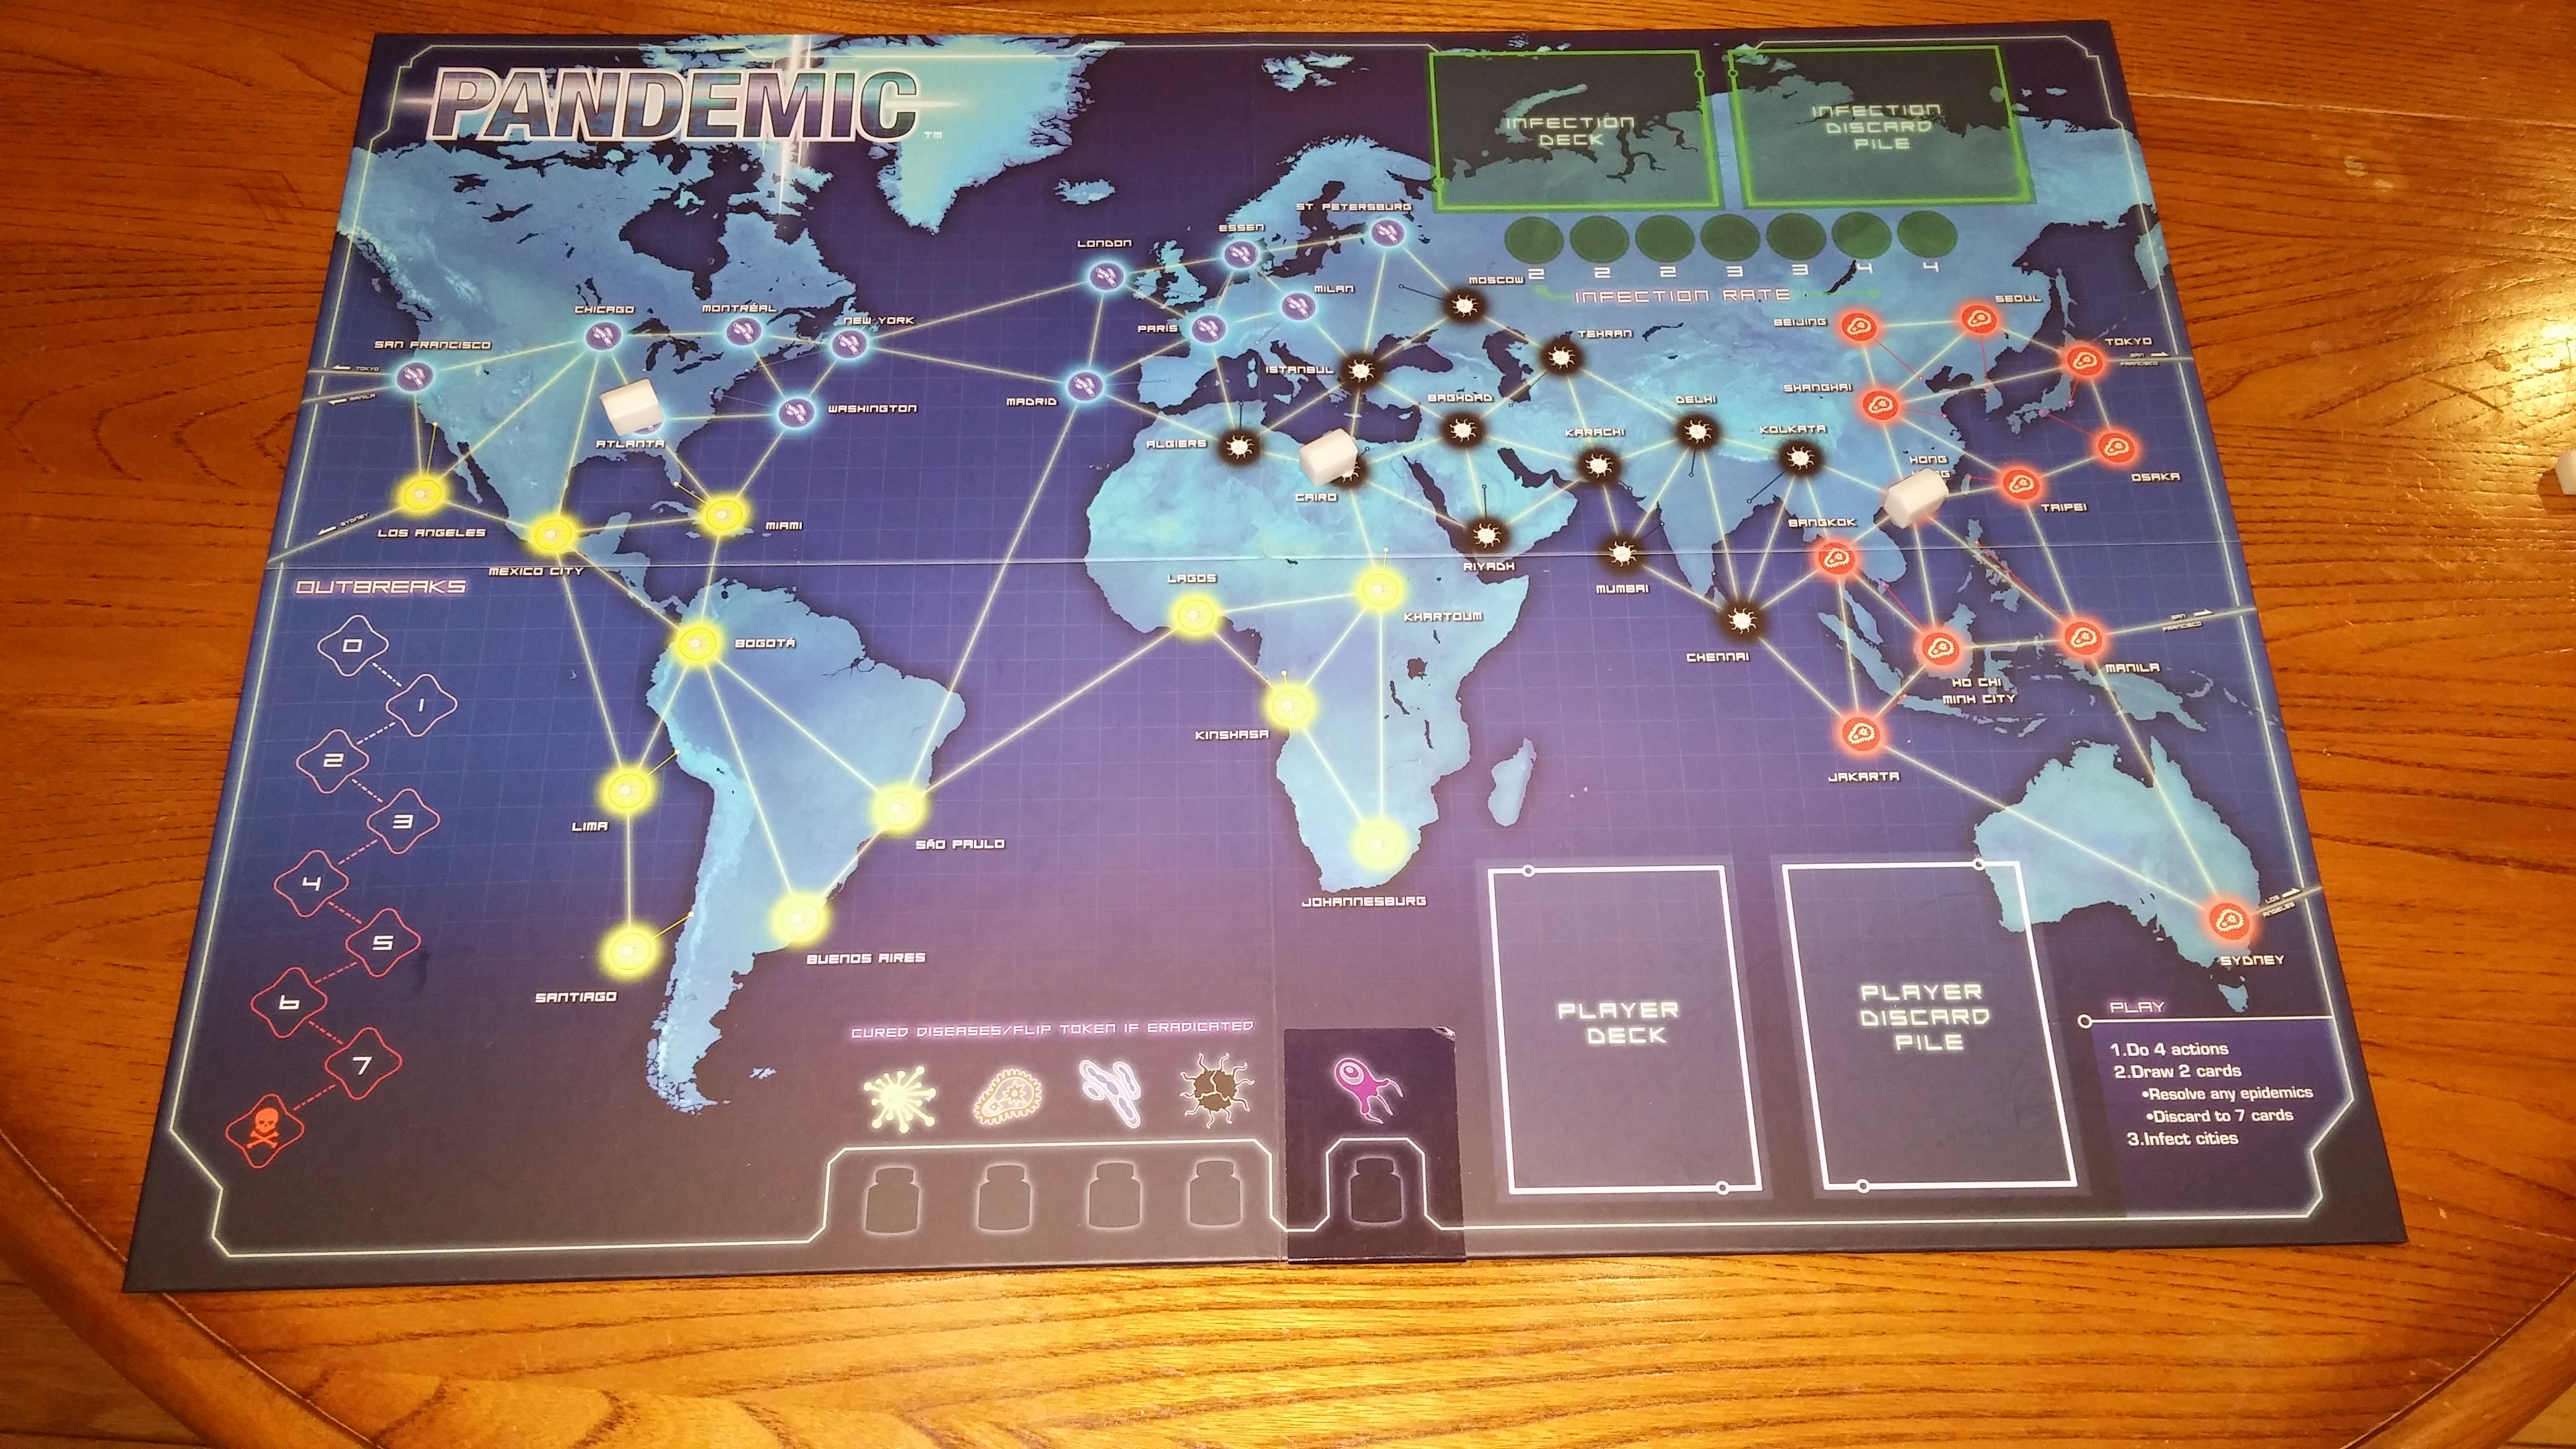 PANDEMIC
TM
INFECTION
DECK
INFECTION
DISCARD
PILE
2 2 2 3 3 4 4
INFECTION RATE
ST PETERSBURG
ESSEN
LONDON
MOSCOW
MILAN
PARIS
CHICAGO
MONTRÉAL
NEW YORK
SAN FRANCISCO
TOKYO
MANILA
WASHINGTON
ATLANTA
MADRID
ISTANBUL
TEHRAN
BEIJING
SEOUL
TOKYO
SAN
FRANCISCO
SHANGHAI
ALGIERS
BAGHDAD
KARACHI
DELHI
KOLKATA
HONG
OSAKA
TAIPEI
CAIRO
LOS ANGELES
SYDNEY
MIAMI
MEXICO CITY
BANGKOK
RIYADH
MUMBAI
LAGOS
KHARTOUM
OUTBREAKS
0
1
2
3
4
5
6
7
BOGOTÁ
CHENNAI
SAN
FRANCISCO
MANILA
HO CHI
MINH CITY
KINSHASA
JAKARTA
LIMA
SÃO PAULO
JOHANNESBURG
BUENOS AIRES
SANTIAGO
LOS
ANGELES
SYDNEY
CURED DISEASES/FLIP TOKEN IF ERADICATED
PLAYER
DECK
PLAYER
DISCARD
PILE
PLAY
1.Do 4 actions
2.Draw 2 cards
•Resolve any epidemics
•Discard to 7 cards
3.Infect cities